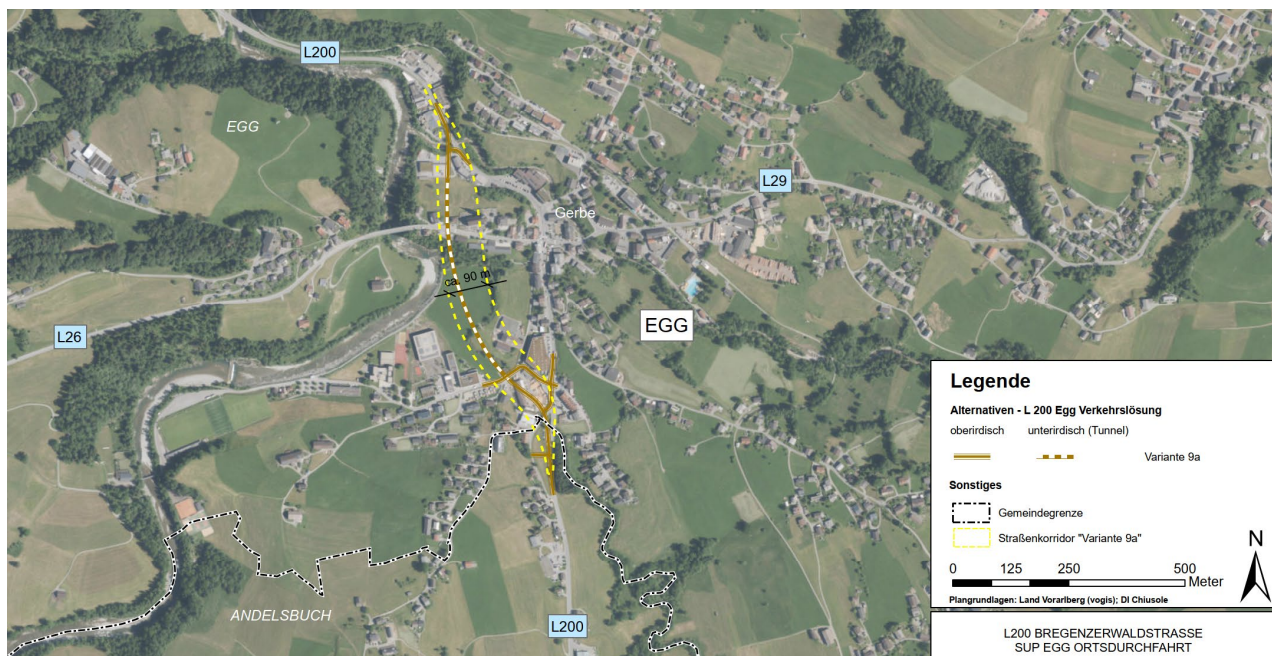 L200
EGG
L29
Gerbe
ca. 90 m
EGG
L26
ANDELSBUCH
L200
Legende
Alternativen - L 200 Egg Verkehrslösung
oberirdisch unterirdisch (Tunnel)
Variante 9a
Sonstiges
Gemeindegrenze
Straßenkorridor "Variante 9a"
N
0 125 250 500
Meter
Plangrundlagen: Land Vorarlberg (vogis); DI Chiusole
L200 BREGENZERWALDSTRASSE
SUP EGG ORTSDURCHFAHRT